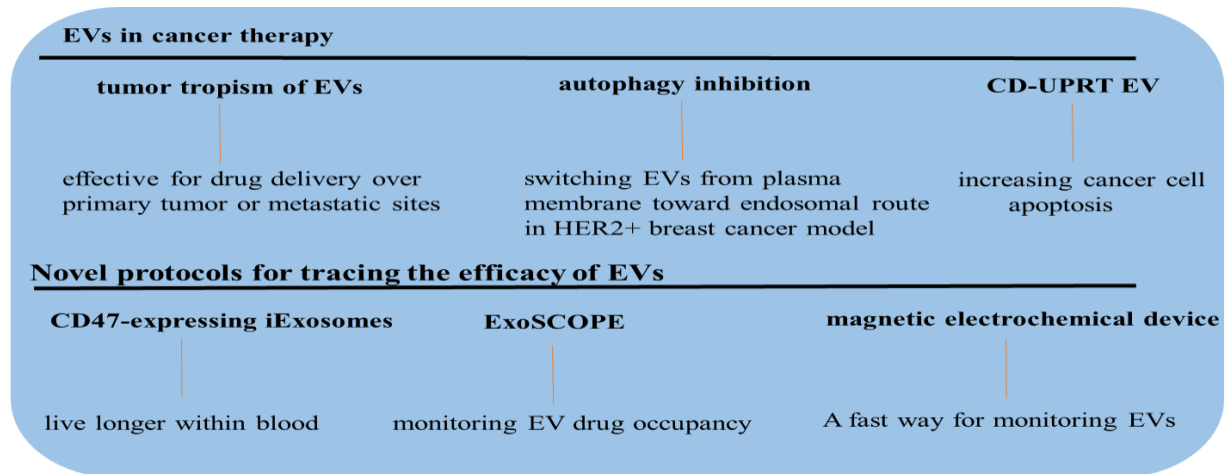 EVs in cancer therapy
tumor tropism of EVs
autophagy inhibition
CD-UPRT EV
effective for drug delivery over
primary tumor or metastatic sites
switching EVs from plasma
membrane toward endosomal route
in HER2+ breast cancer model
increasing cancer cell
apoptosis
Novel protocols for tracing the efficacy of EVs
CD47-expressing iExosomes
ExoSCOPE
magnetic electrochemical device
live longer within blood
monitoring EV drug occupancy
A fast way for monitoring EVs